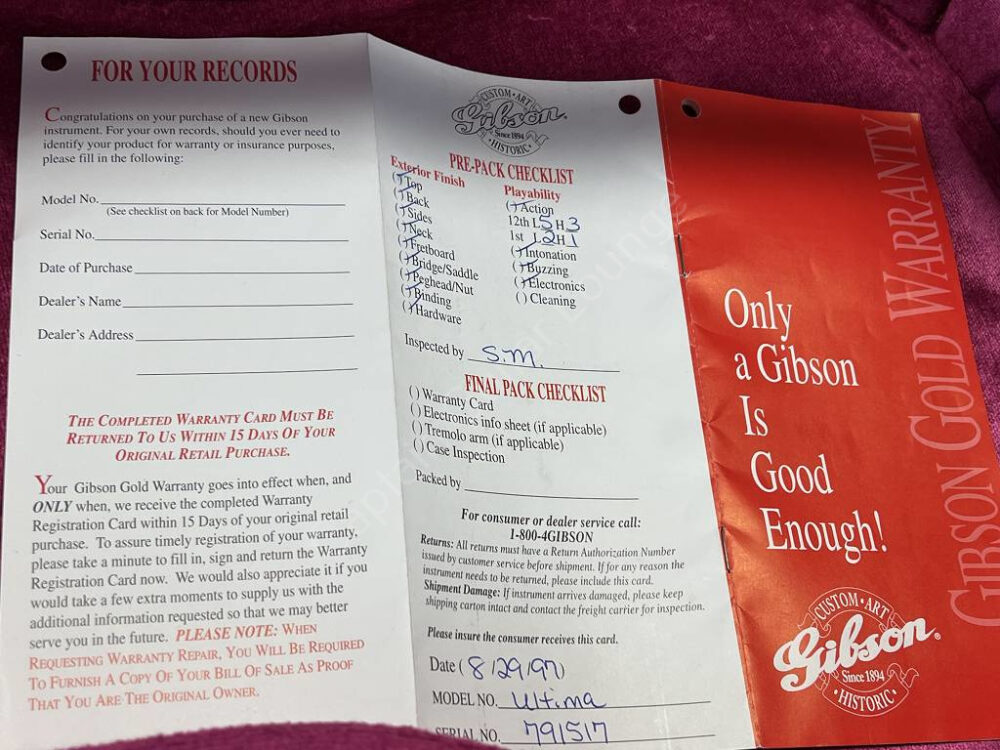 FOR YOUR RECORDS
Congratulations on your purchase of a new Gibson
instrument. For your own records, should you ever need to
identify your product for warranty or insurance purposes,
please fill in the following:
Model No.
(See checklist on back for Model Number)
Serial No.
Date of Purchase
Dealer's Name
Dealer's Address
THE COMPLETED WARRANTY CARD MUST BE
RETURNED TO US WITHIN 15 DAYS OF YOUR
ORIGINAL RETAIL PURCHASE.
Your Gibson Gold Warranty goes into effect when, and
ONLY when, we receive the completed Warranty
Registration Card within 15 Days of your original retail
purchase. To assure timely registration of your warranty,
please take a minute to fill in, sign and return the Warranty
Registration Card now. We would also appreciate it if you
would take a few extra moments to supply us with the
additional information requested so that we may better
serve you in the future. PLEASE NOTE: WHEN
REQUESTING WARRANTY REPAIR, YOU WILL BE REQUIRED
TO FURNISH A COPY OF YOUR BILL OF SALE AS PROOF
THAT YOU ARE THE ORIGINAL OWNER.
CUSTOM • ART
Gibson.
Since 1894
• HISTORIC •
PRE-PACK CHECKLIST
Exterior Finish
( ) Top
( ) Back
( ) Sides
( ) Neck
( ) Fretboard
( ) Bridge/Saddle
( ) Peghead/Nut
( ) Binding
( ) Hardware
Playability
( ) Action
12th L 5 H 3
1st L 2 H 1
( ) Intonation
( ) Buzzing
( ) Electronics
( ) Cleaning
Inspected by S.M.
FINAL PACK CHECKLIST
( ) Warranty Card
( ) Electronics info sheet (if applicable)
( ) Tremolo arm (if applicable)
( ) Case Inspection
Packed by
For consumer or dealer service call:
1-800-4GIBSON
Returns: All returns must have a Return Authorization Number
issued by customer service before shipment. If for any reason the
instrument needs to be returned, please include this card.
Shipment Damage: If instrument arrives damaged, please keep
shipping carton intact and contact the freight carrier for inspection.
Please insure the consumer receives this card.
Date (8/29/97)
MODEL NO. Ultima
SERIAL NO. 791517
Only
a Gibson
Is
Good
Enough!
GIBSON GOLD WARRANTY
CUSTOM • ART
Gibson.
Since 1894
• HISTORIC •